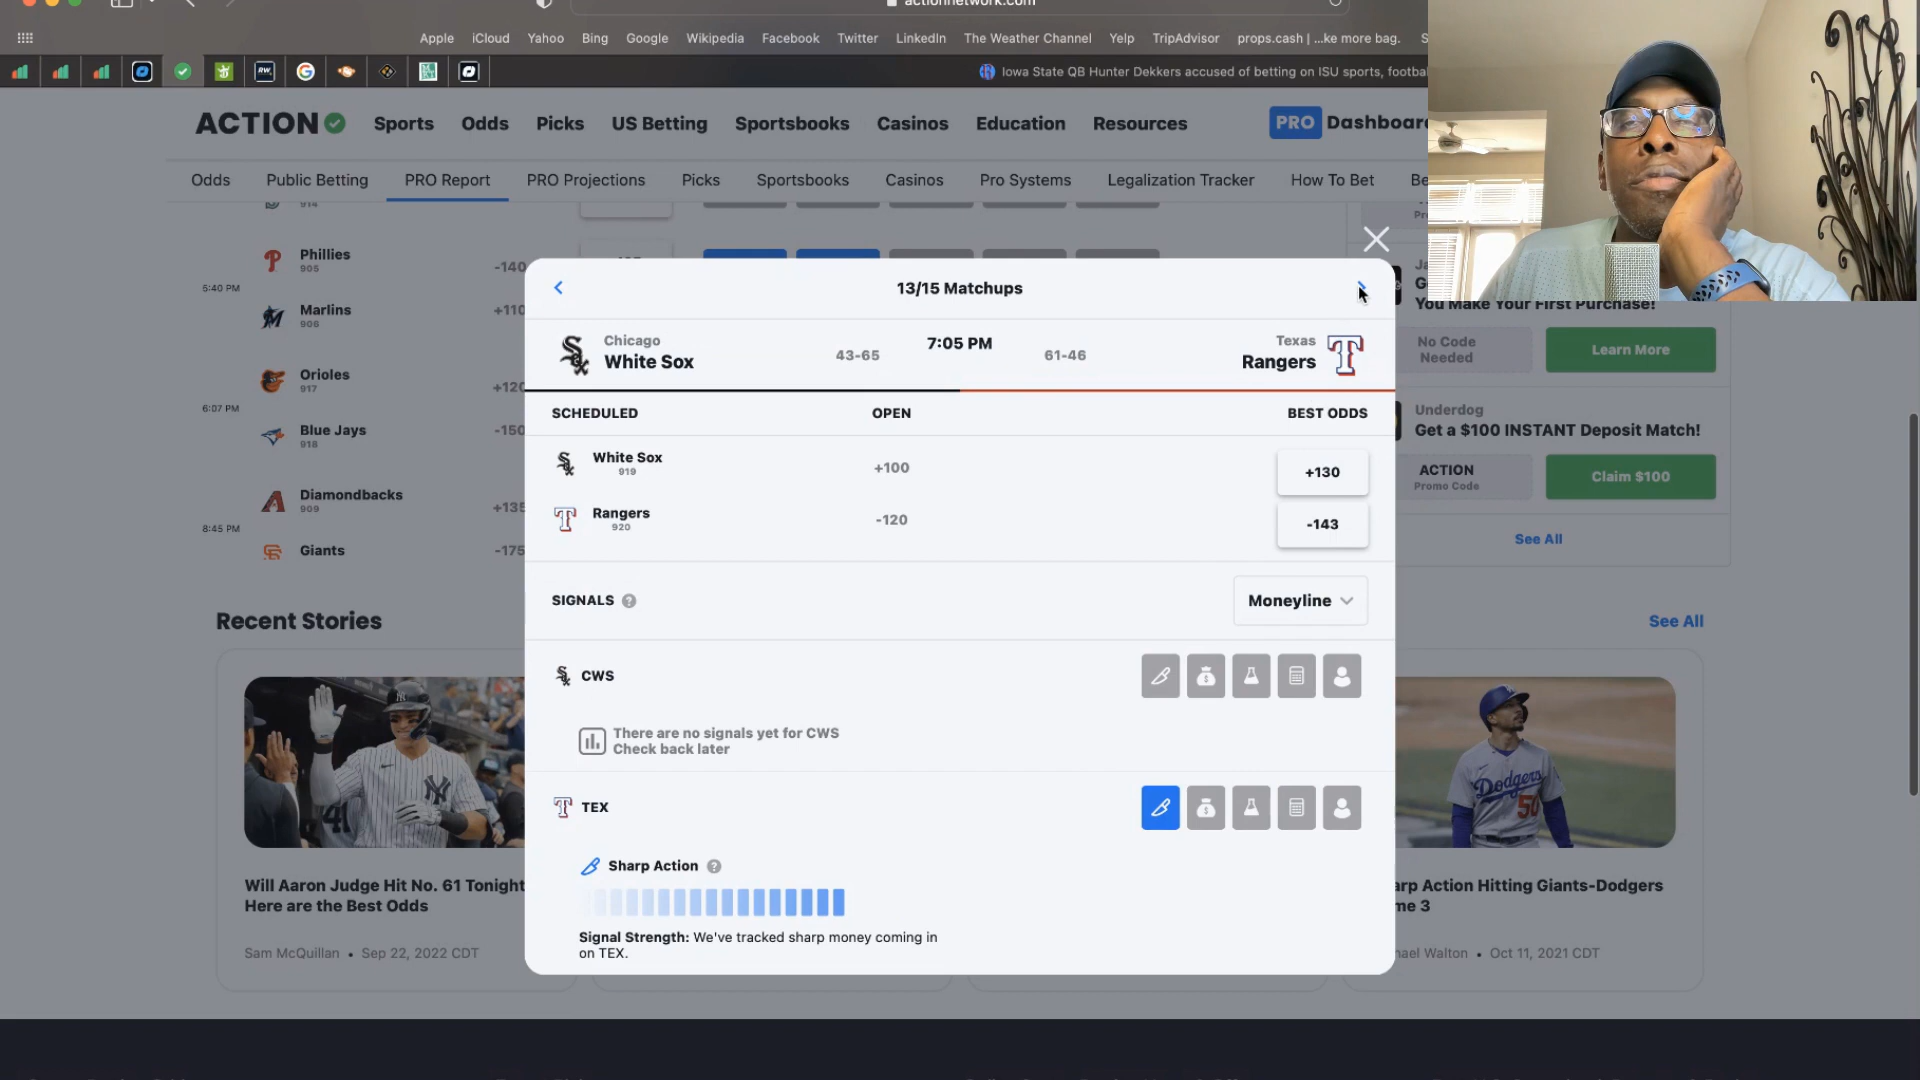 actionnetwork.com
Apple iCloud Yahoo Bing Google Wikipedia Facebook Twitter LinkedIn The Weather Channel Yelp TripAdvisor props.cash | ...ke more bag. S
RW
Iowa State QB Hunter Dekkers accused of betting on ISU sports, footbal
ACTION Sports Odds Picks US Betting Sportsbooks Casinos Education Resources PRO Dashboard
Odds Public Betting PRO Report PRO Projections Picks Sportsbooks Casinos Pro Systems Legalization Tracker How To Bet Be
914
Phillies
905
-140
5:40 PM
Marlins
906
+110
Orioles
917
+120
6:07 PM
Blue Jays
918
-150
Diamondbacks
909
+135
8:45 PM
Giants
-175
13/15 Matchups
Chicago
White Sox
43-65
7:05 PM
61-46
Texas
Rangers
SCHEDULED OPEN BEST ODDS
White Sox
919
+100
+130
Rangers
920
-120
-143
SIGNALS
Moneyline
CWS
There are no signals yet for CWS
Check back later
TEX
Sharp Action
Signal Strength: We've tracked sharp money coming in
on TEX.
You Make Your First Purchase!
No Code
Needed
Learn More
Underdog
Get a $100 INSTANT Deposit Match!
ACTION
Promo Code
Claim $100
See All
Recent Stories
See All
Will Aaron Judge Hit No. 61 Tonight
Here are the Best Odds
Sam McQuillan • Sep 22, 2022 CDT
arp Action Hitting Giants-Dodgers
me 3
hael Walton • Oct 11, 2021 CDT
Dodgers
50